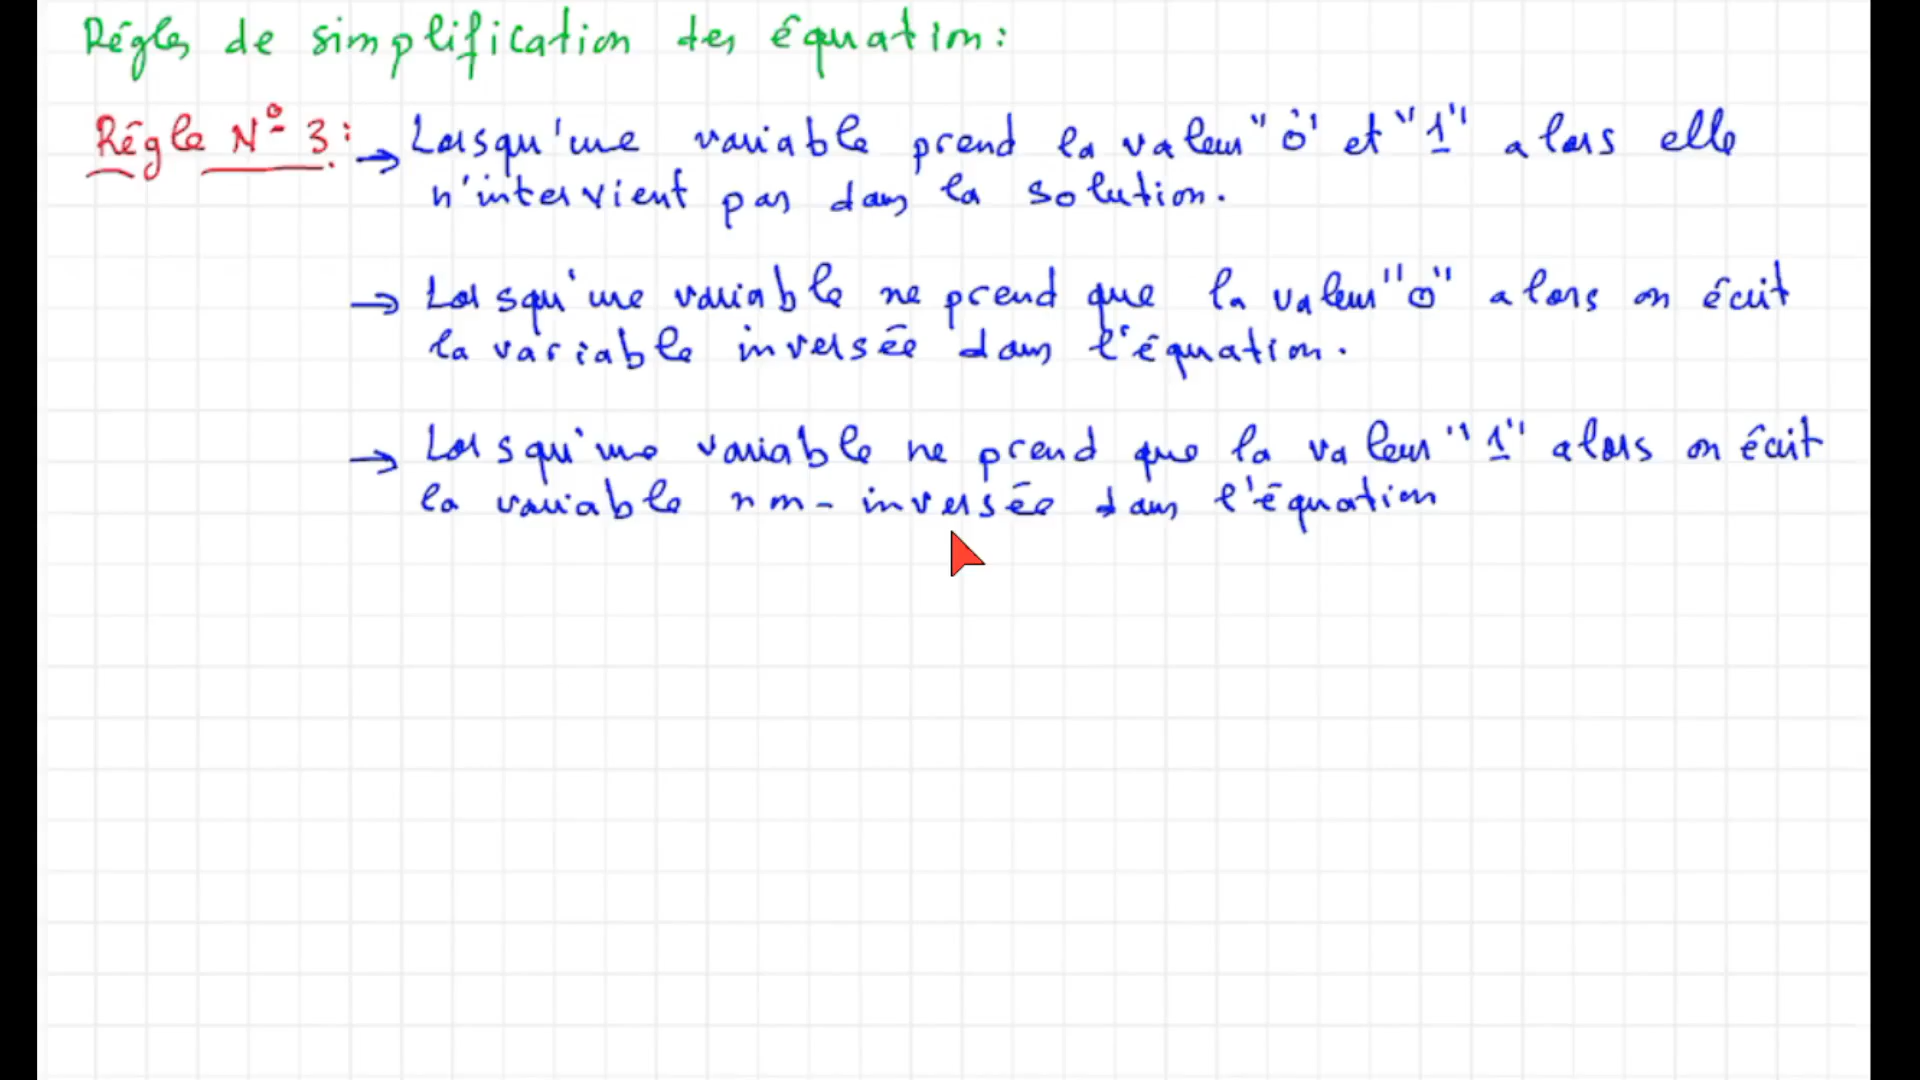 Régles de simplification des équation:
Régle N° 3: → Lorsqu'une variable prend la valeur "0" et "1" alors elle
n'intervient pas dans la solution.
→ Lorsqu'une variable ne prend que la valeur "0" alors on écrit
la variable inversée dans l'équation.
→ Lorsqu'une variable ne prend que la valeur "1" alors on écrit
la variable non-inversée dans l'équation